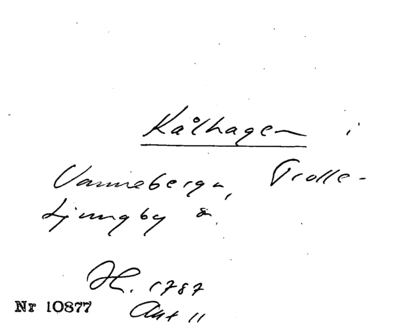 Kålhagen i
Vanneberga, Trolle-
Ljungby s.
H. 1787
Akt 11
Nr 10877